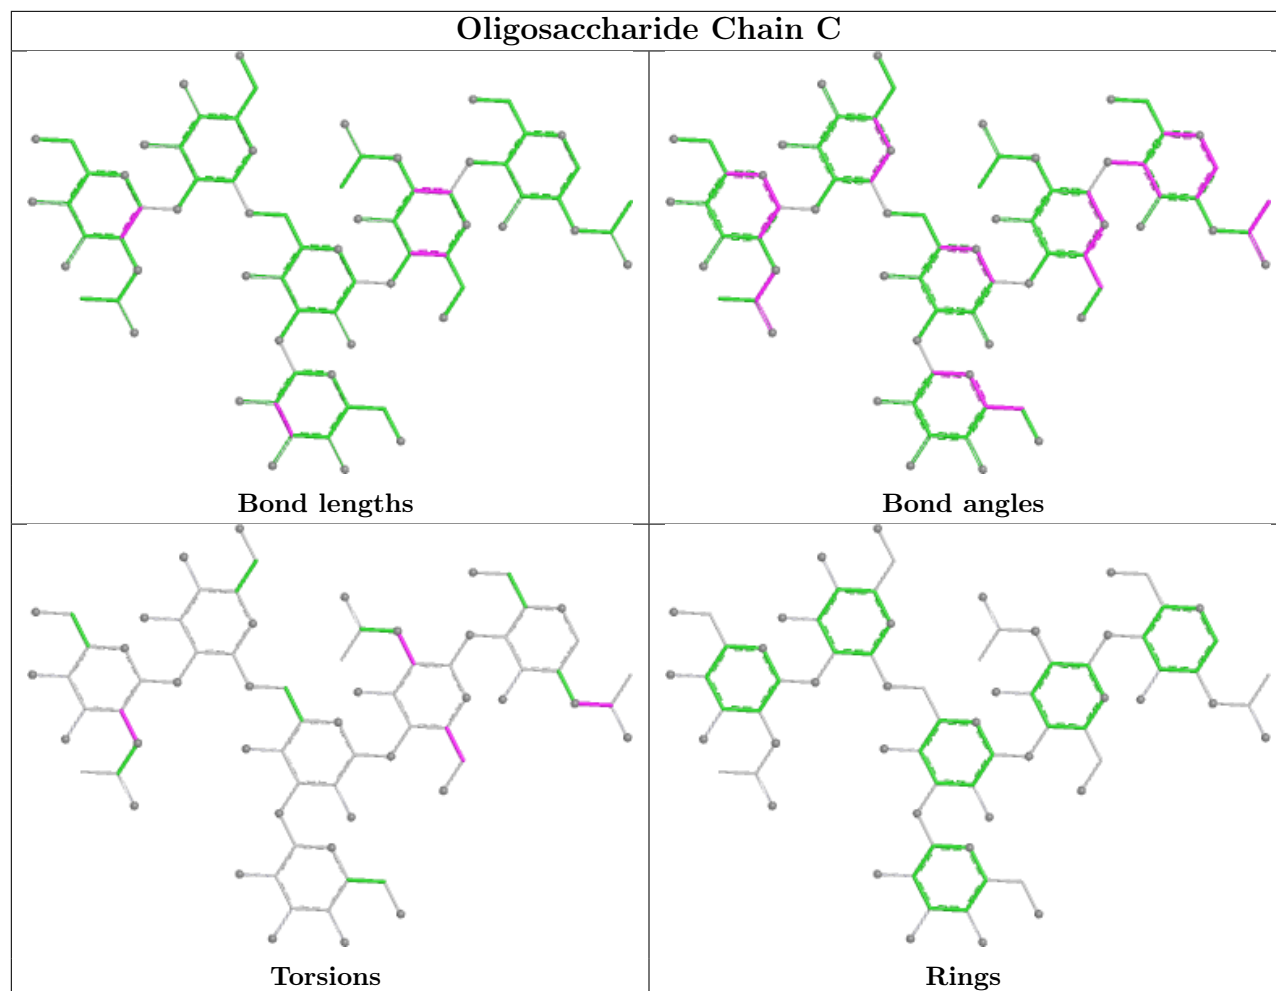 Oligosaccharide Chain C
Bond lengths
Bond angles
Torsions
Rings